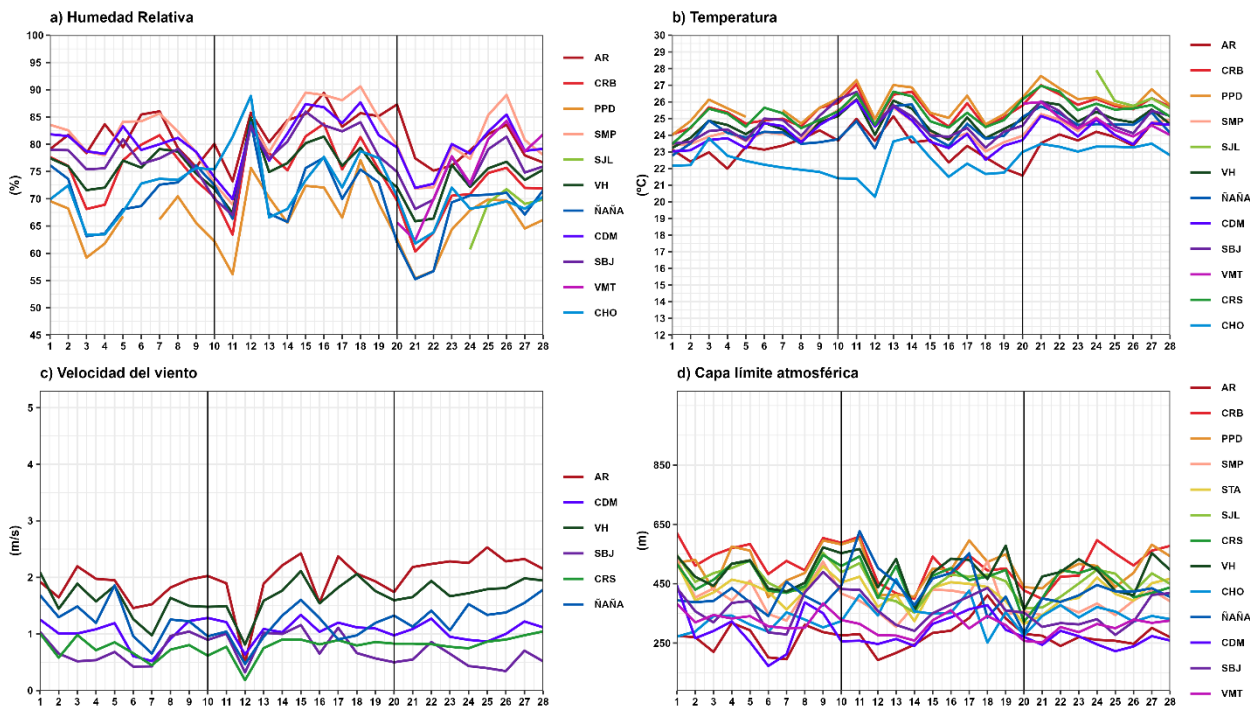 a) Humedad Relativa
100
95
90
85
80
75
70
65
60
55
50
45
(%)
1 2 3 4 5 6 7 8 9 10 11 12 13 14 15 16 17 18 19 20 21 22 23 24 25 26 27 28
AR
CRB
PPD
SMP
SJL
VH
ÑAÑA
CDM
SBJ
VMT
CHO
b) Temperatura
30
29
28
27
26
25
24
23
22
21
20
19
18
17
16
15
14
13
12
(ºC)
1 2 3 4 5 6 7 8 9 10 11 12 13 14 15 16 17 18 19 20 21 22 23 24 25 26 27 28
AR
CRB
PPD
SMP
SJL
VH
ÑAÑA
CDM
SBJ
VMT
CRS
CHO
c) Velocidad del viento
5
4
3
2
1
0
(m/s)
1 2 3 4 5 6 7 8 9 10 11 12 13 14 15 16 17 18 19 20 21 22 23 24 25 26 27 28
AR
CDM
VH
SBJ
CRS
ÑAÑA
d) Capa límite atmosférica
850
650
450
250
(m)
1 2 3 4 5 6 7 8 9 10 11 12 13 14 15 16 17 18 19 20 21 22 23 24 25 26 27 28
AR
CRB
PPD
SMP
STA
SJL
CRS
VH
CHO
ÑAÑA
CDM
SBJ
VMT